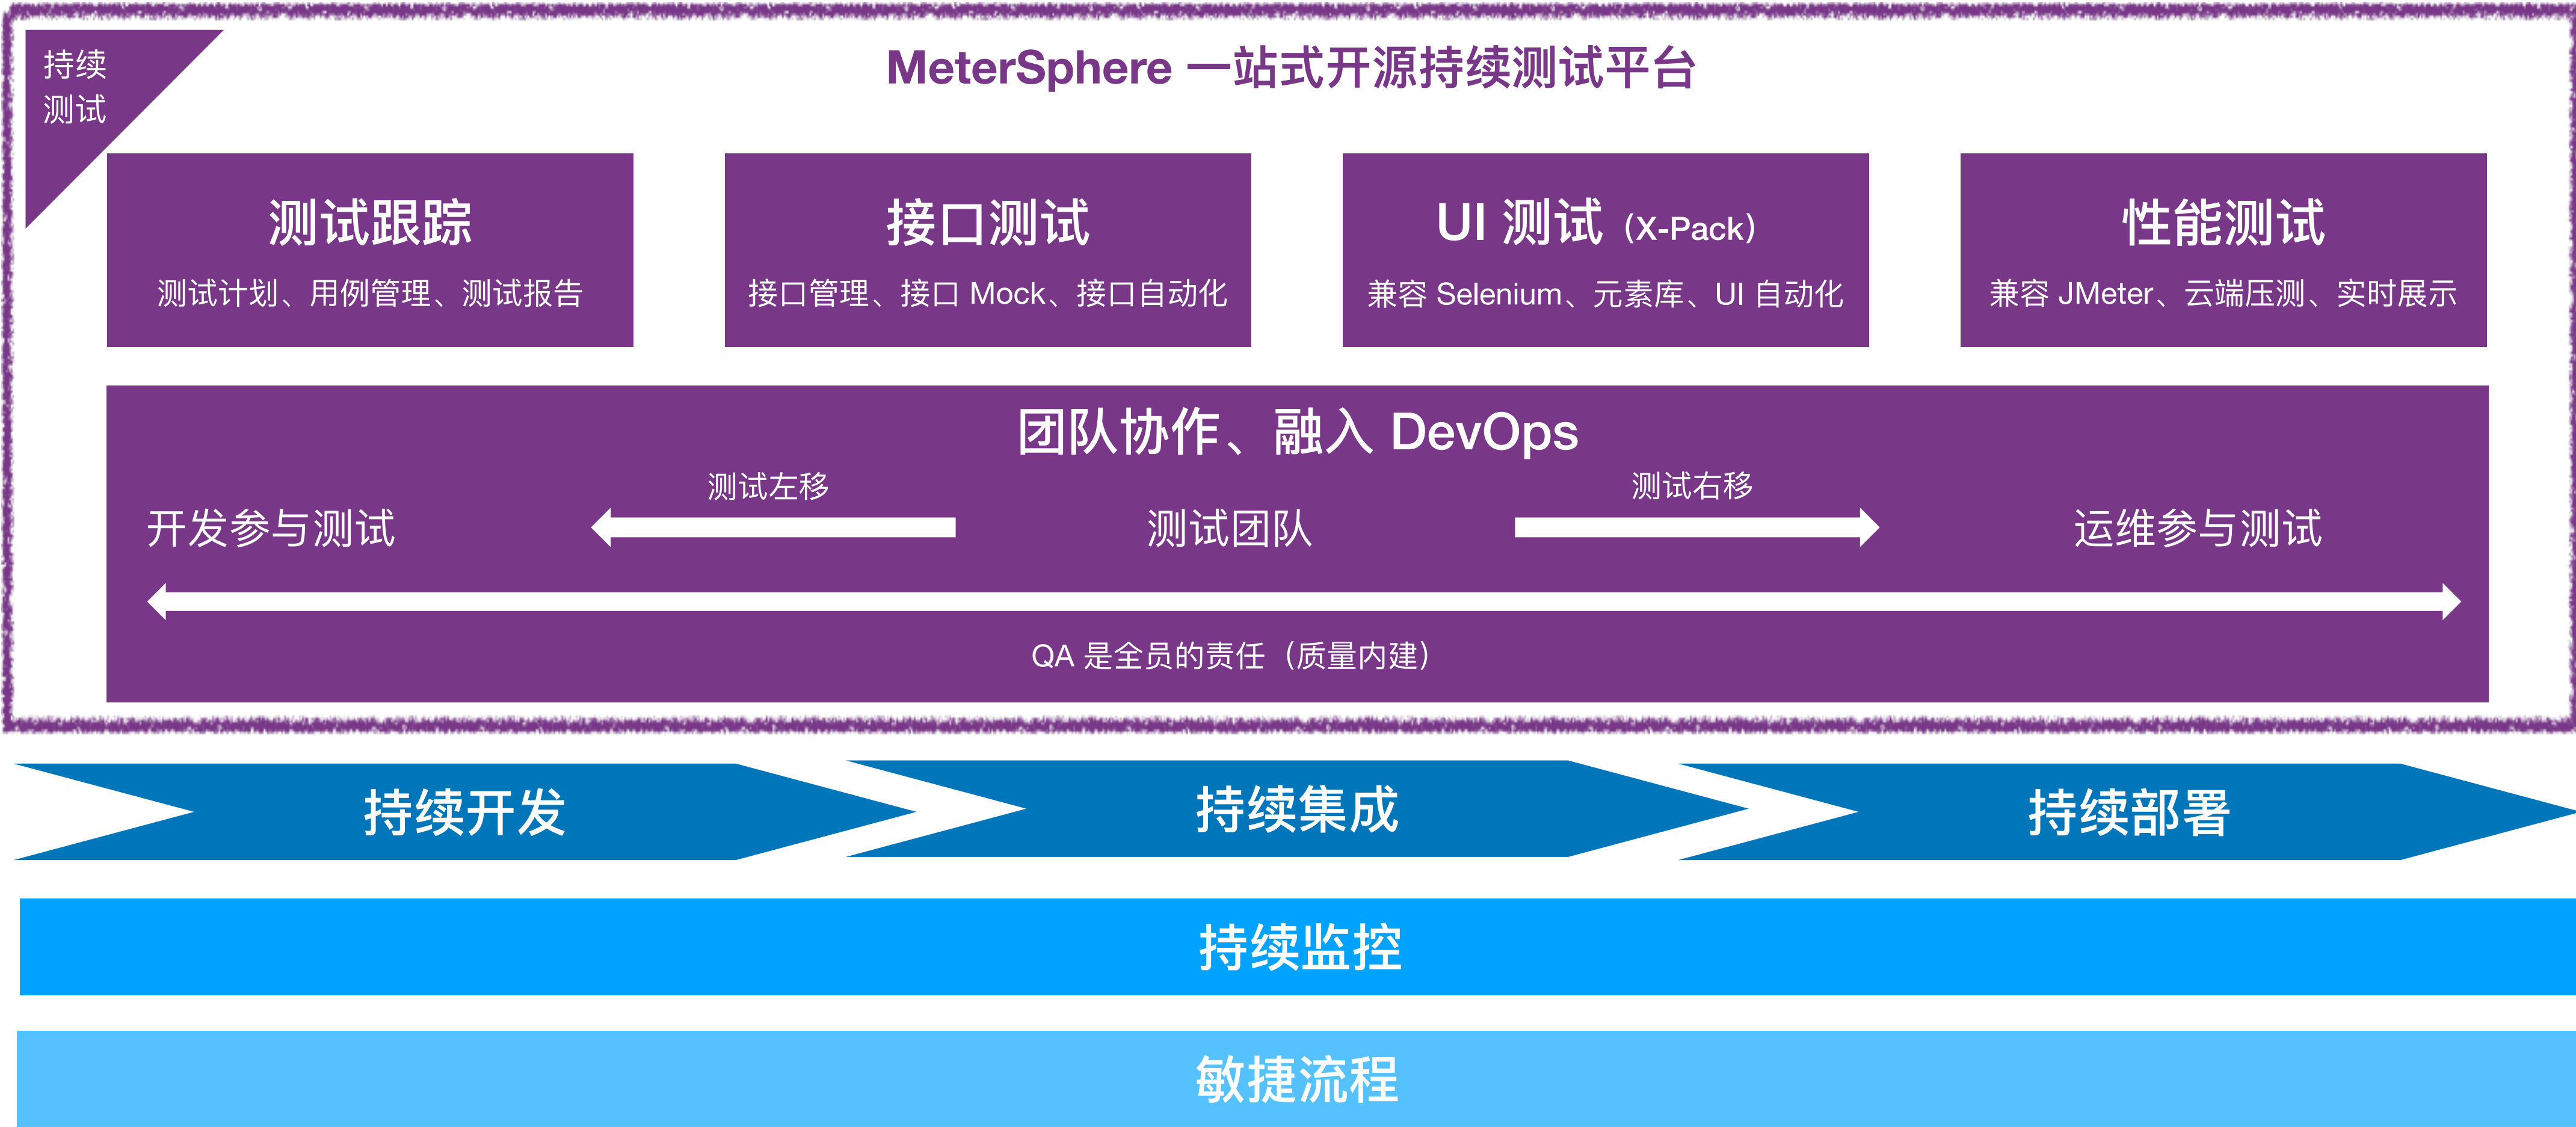 持续
测试
MeterSphere 一站式开源持续测试平台
测试跟踪
测试计划、用例管理、测试报告
接口测试
接口管理、接口 Mock、接口自动化
UI 测试（X-Pack）
兼容 Selenium、元素库、UI 自动化
性能测试
兼容 JMeter、云端压测、实时展示
团队协作、融入 DevOps
测试左移
测试右移
开发参与测试
测试团队
运维参与测试
QA 是全员的责任（质量内建）
持续开发
持续集成
持续部署
持续监控
敏捷流程